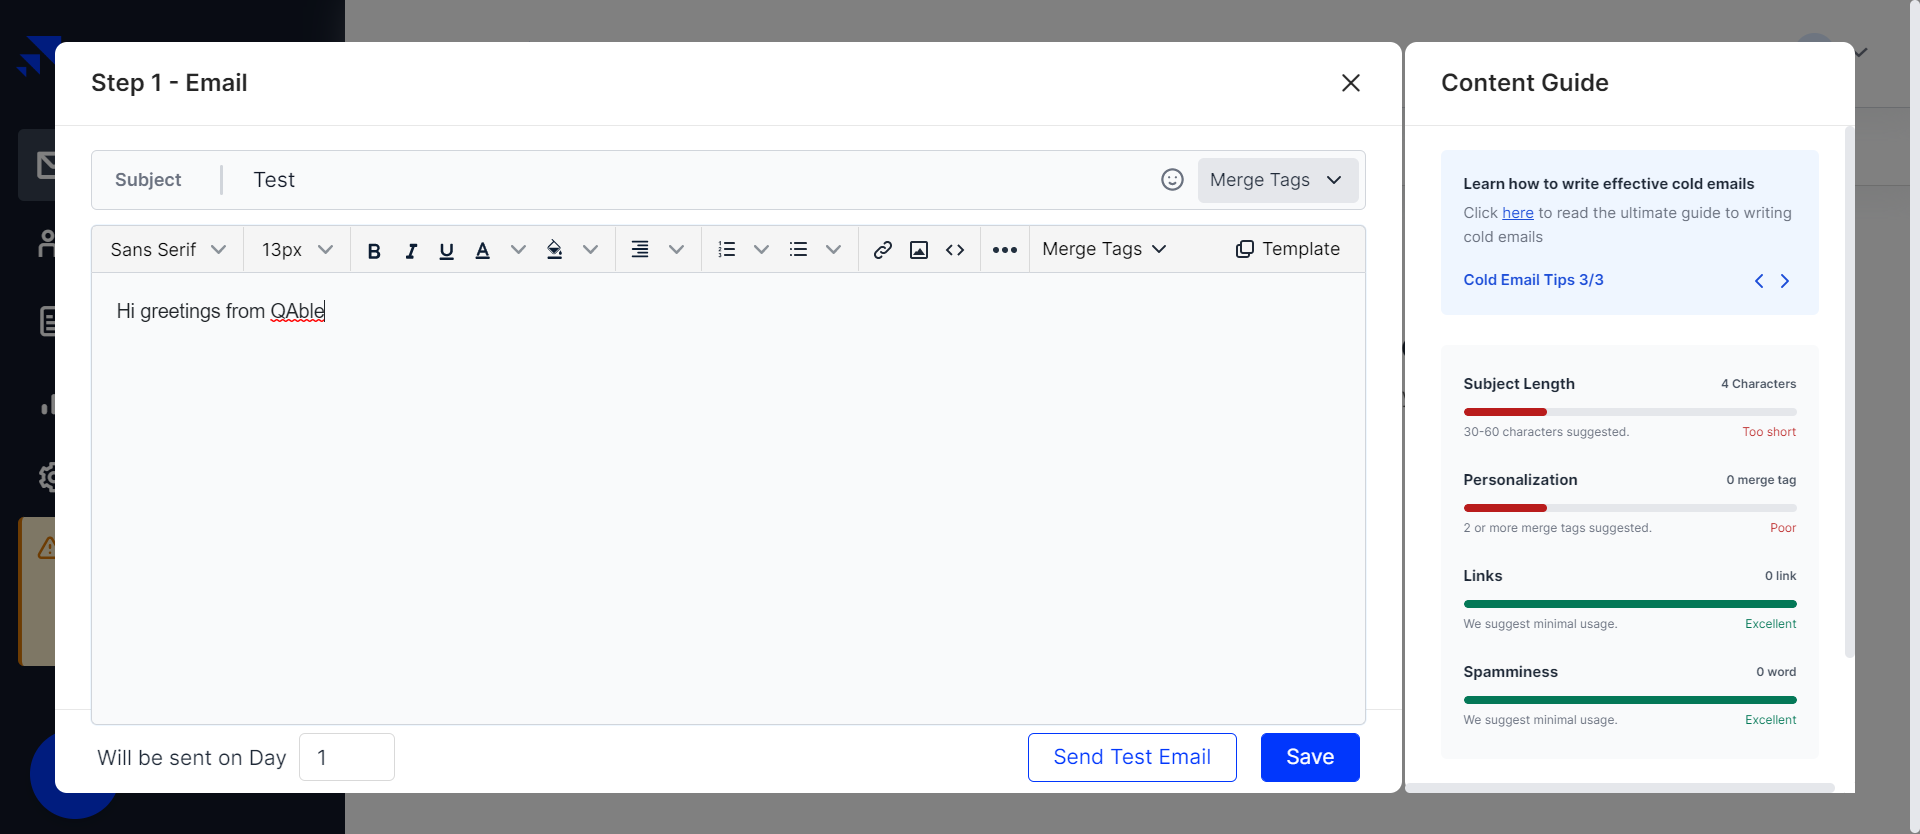 Step 1 - Email
Subject Test Merge Tags
Sans Serif 13px B I U A Merge Tags Template
Hi greetings from QAble
Will be sent on Day 1 Send Test Email Save
Content Guide
Learn how to write effective cold emails
Click here to read the ultimate guide to writing
cold emails
Cold Email Tips 3/3
Subject Length 4 Characters
30-60 characters suggested. Too short
Personalization 0 merge tag
2 or more merge tags suggested. Poor
Links 0 link
We suggest minimal usage. Excellent
Spamminess 0 word
We suggest minimal usage. Excellent